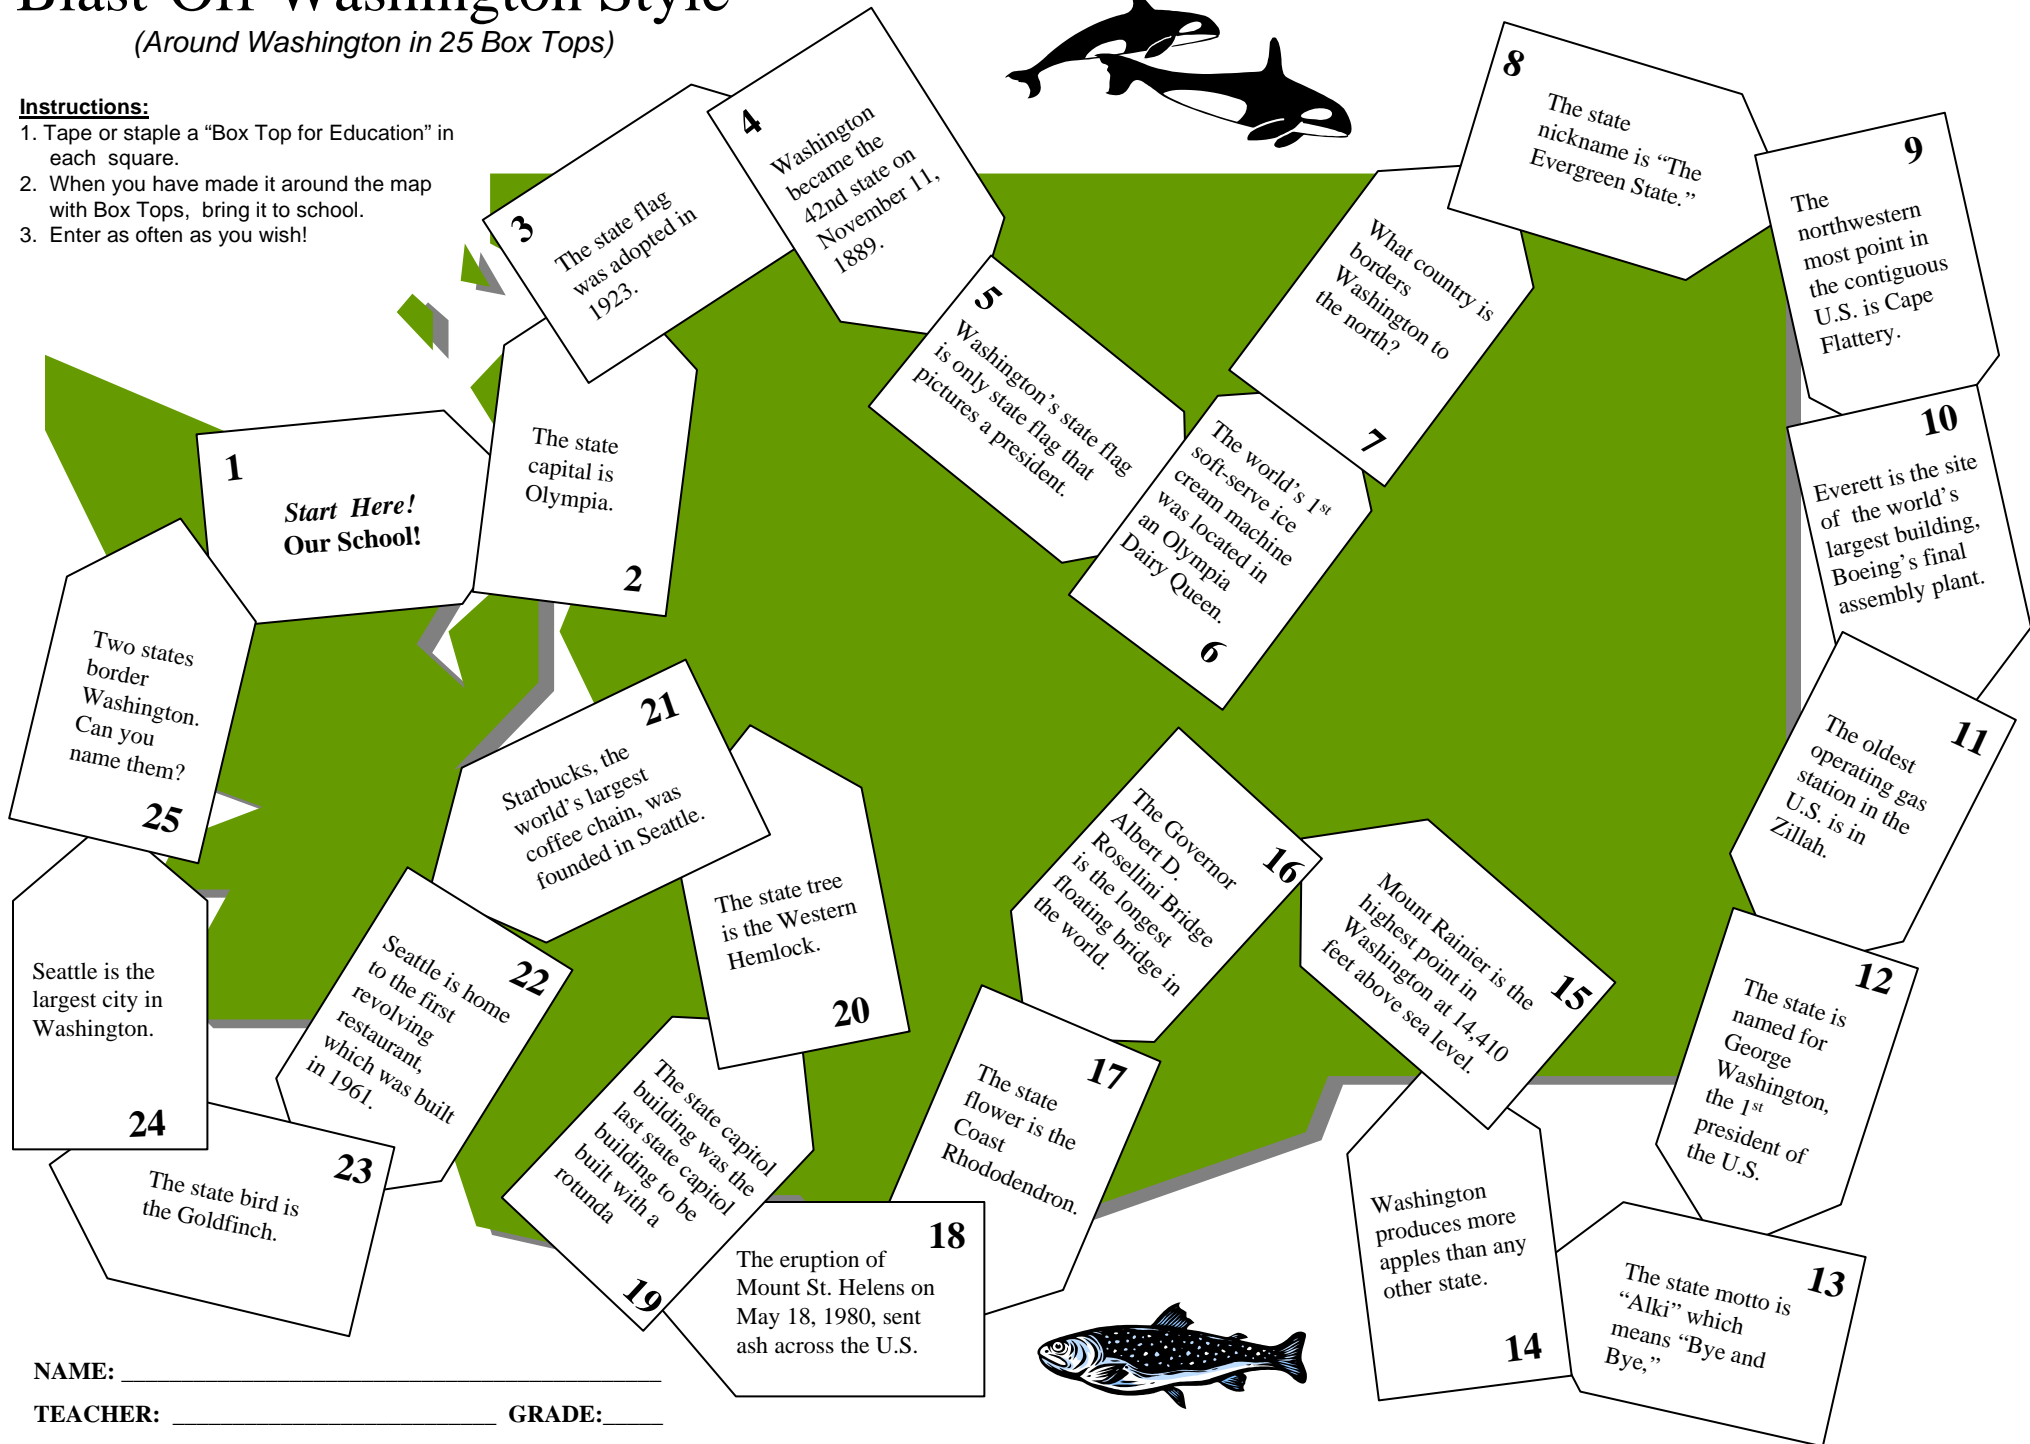 Blast Off Washington Style
(Around Washington in 25 Box Tops)
Instructions:
1. Tape or staple a “Box Top for Education” in
each square.
2. When you have made it around the map
with Box Tops, bring it to school.
3. Enter as often as you wish!
1
Start Here!
Our School!
The state
capital is
Olympia.
2
3
The state flag
was adopted in
1923.
4
Washington
became the
42nd state on
November 11,
1889.
5
Washington’s state flag
is only state flag that
pictures a president.
The world’s 1st
soft-serve ice
cream machine
was located in
an Olympia
Dairy Queen.
6
What country is
borders
Washington to
the north?
7
8
The state
nickname is “The
Evergreen State.”
9
The
northwestern
most point in
the contiguous
U.S. is Cape
Flattery.
10
Everett is the site
of the world’s
largest building,
Boeing’s final
assembly plant.
11
The oldest
operating gas
station in the
U.S. is in
Zillah.
12
The state is
named for
George
Washington,
the 1st
president of
the U.S.
13
The state motto is
“Alki” which
means “Bye and
Bye,”
Washington
produces more
apples than any
other state.
14
Mount Rainier is the
highest point in
Washington at 14,410
feet above sea level.
15
The Governor
Albert D.
Rosellini Bridge
is the longest
floating bridge in
the world.
16
17
The state
flower is the
Coast
Rhododendron.
18
The eruption of
Mount St. Helens on
May 18, 1980, sent
ash across the U.S.
The state capitol
building was the
last state capitol
building to be
built with a
rotunda
19
The state tree
is the Western
Hemlock.
20
21
Starbucks, the
world’s largest
coffee chain, was
founded in Seattle.
22
Seattle is home
to the first
revolving
restaurant,
which was built
in 1961.
23
The state bird is
the Goldfinch.
Seattle is the
largest city in
Washington.
24
Two states
border
Washington.
Can you
name them?
25
NAME: _____________________________________________
TEACHER: ___________________________ GRADE:_____